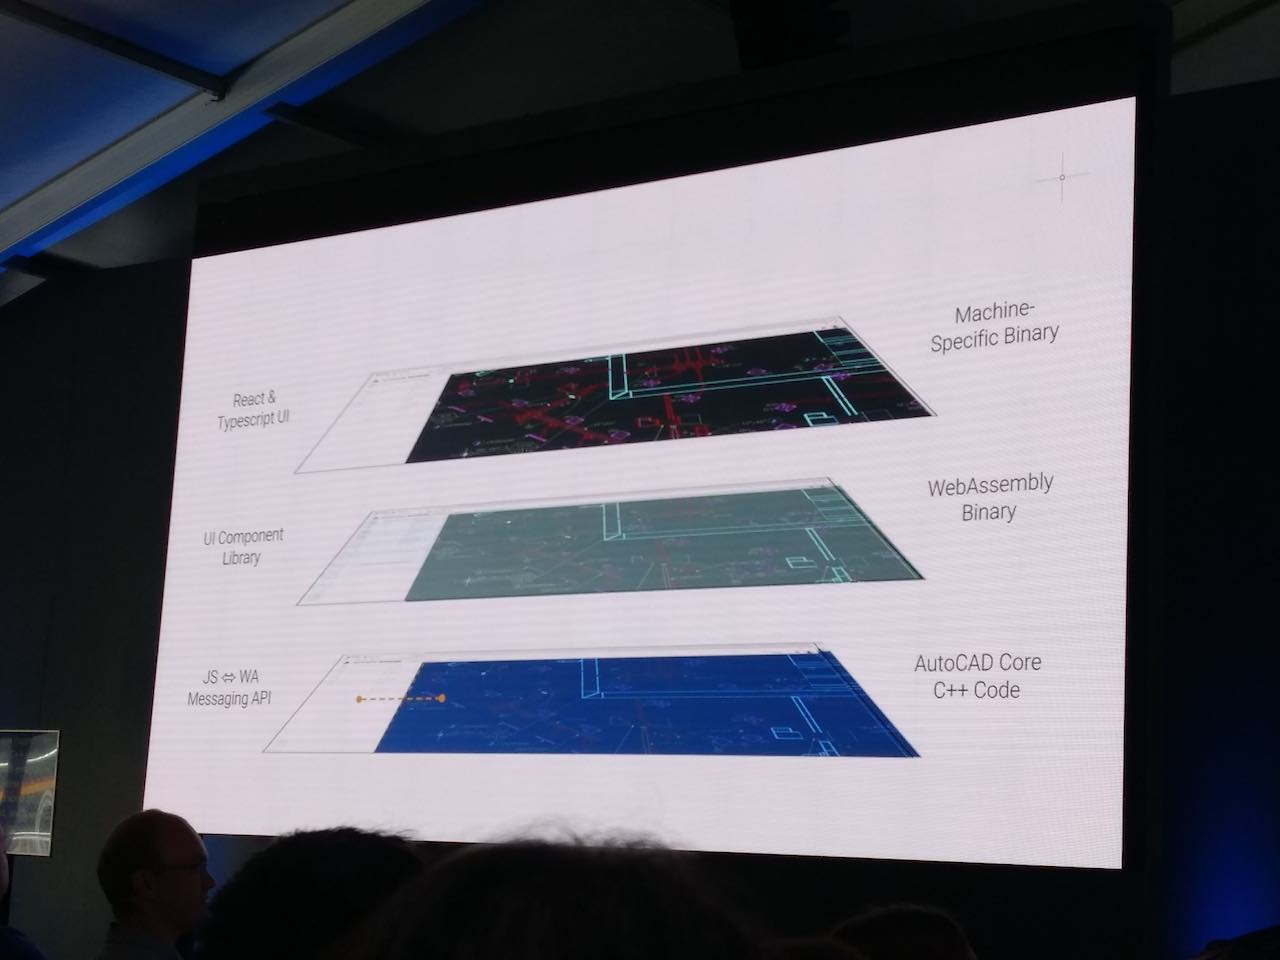 Machine-
Specific Binary
React &
Typescript UI
WebAssembly
Binary
UI Component
Library
AutoCAD Core
C++ Code
JS ⇔ WA
Messaging API